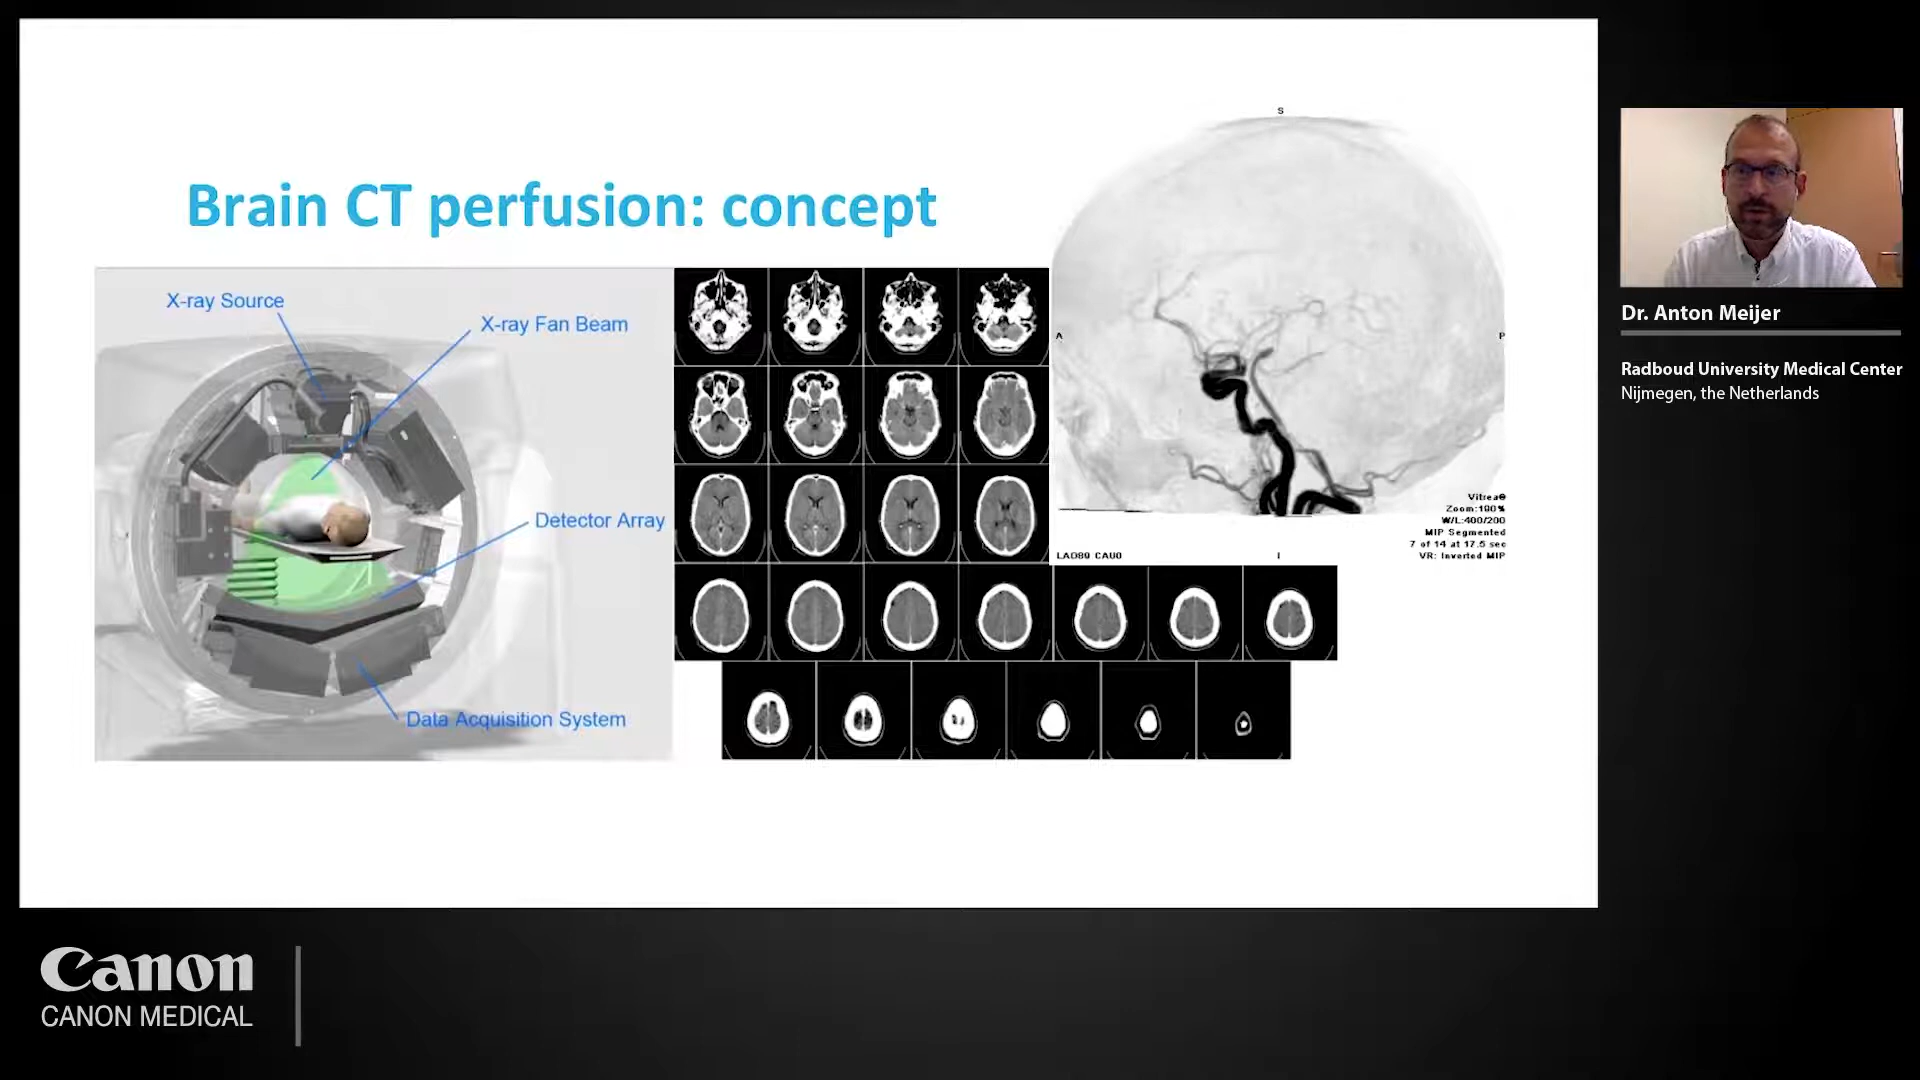 Brain CT perfusion: concept
X-ray Source
X-ray Fan Beam
Detector Array
Data Acquisition System
S
A
P
Vitrea®
Zoom:100%
W/L:400/200
MIP Segmented
7 of 14 at 17.5 sec
LAO89 CAU0
I
VR: Inverted MIP
Dr. Anton Meijer
Radboud University Medical Center
Nijmegen, the Netherlands
Canon
CANON MEDICAL